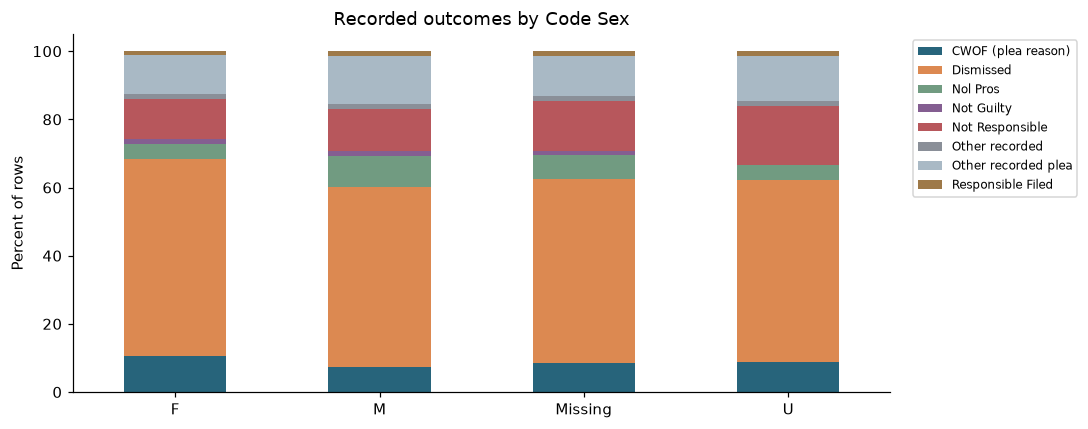 Recorded outcomes by Code Sex
Percent of rows
100
80
60
40
20
0
F
M
Missing
U
CWOF (plea reason)
Dismissed
Nol Pros
Not Guilty
Not Responsible
Other recorded
Other recorded plea
Responsible Filed